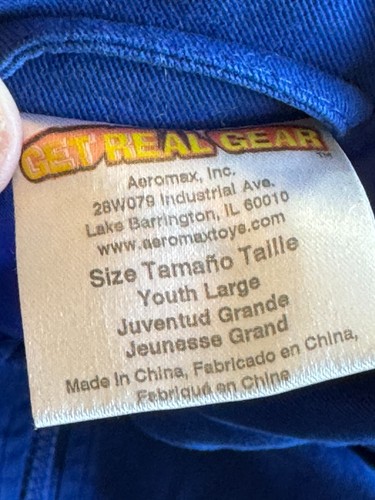 GET REAL GEAR™
Aeromax, Inc.
28W079 Industrial Ave.
Lake Barrington, IL 60010
www.aeromaxtoys.com
Size Tamaño Taille
Youth Large
Juventud Grande
Jeunesse Grand
Made in China, Fabricado en China,
Fabriqué en Chine